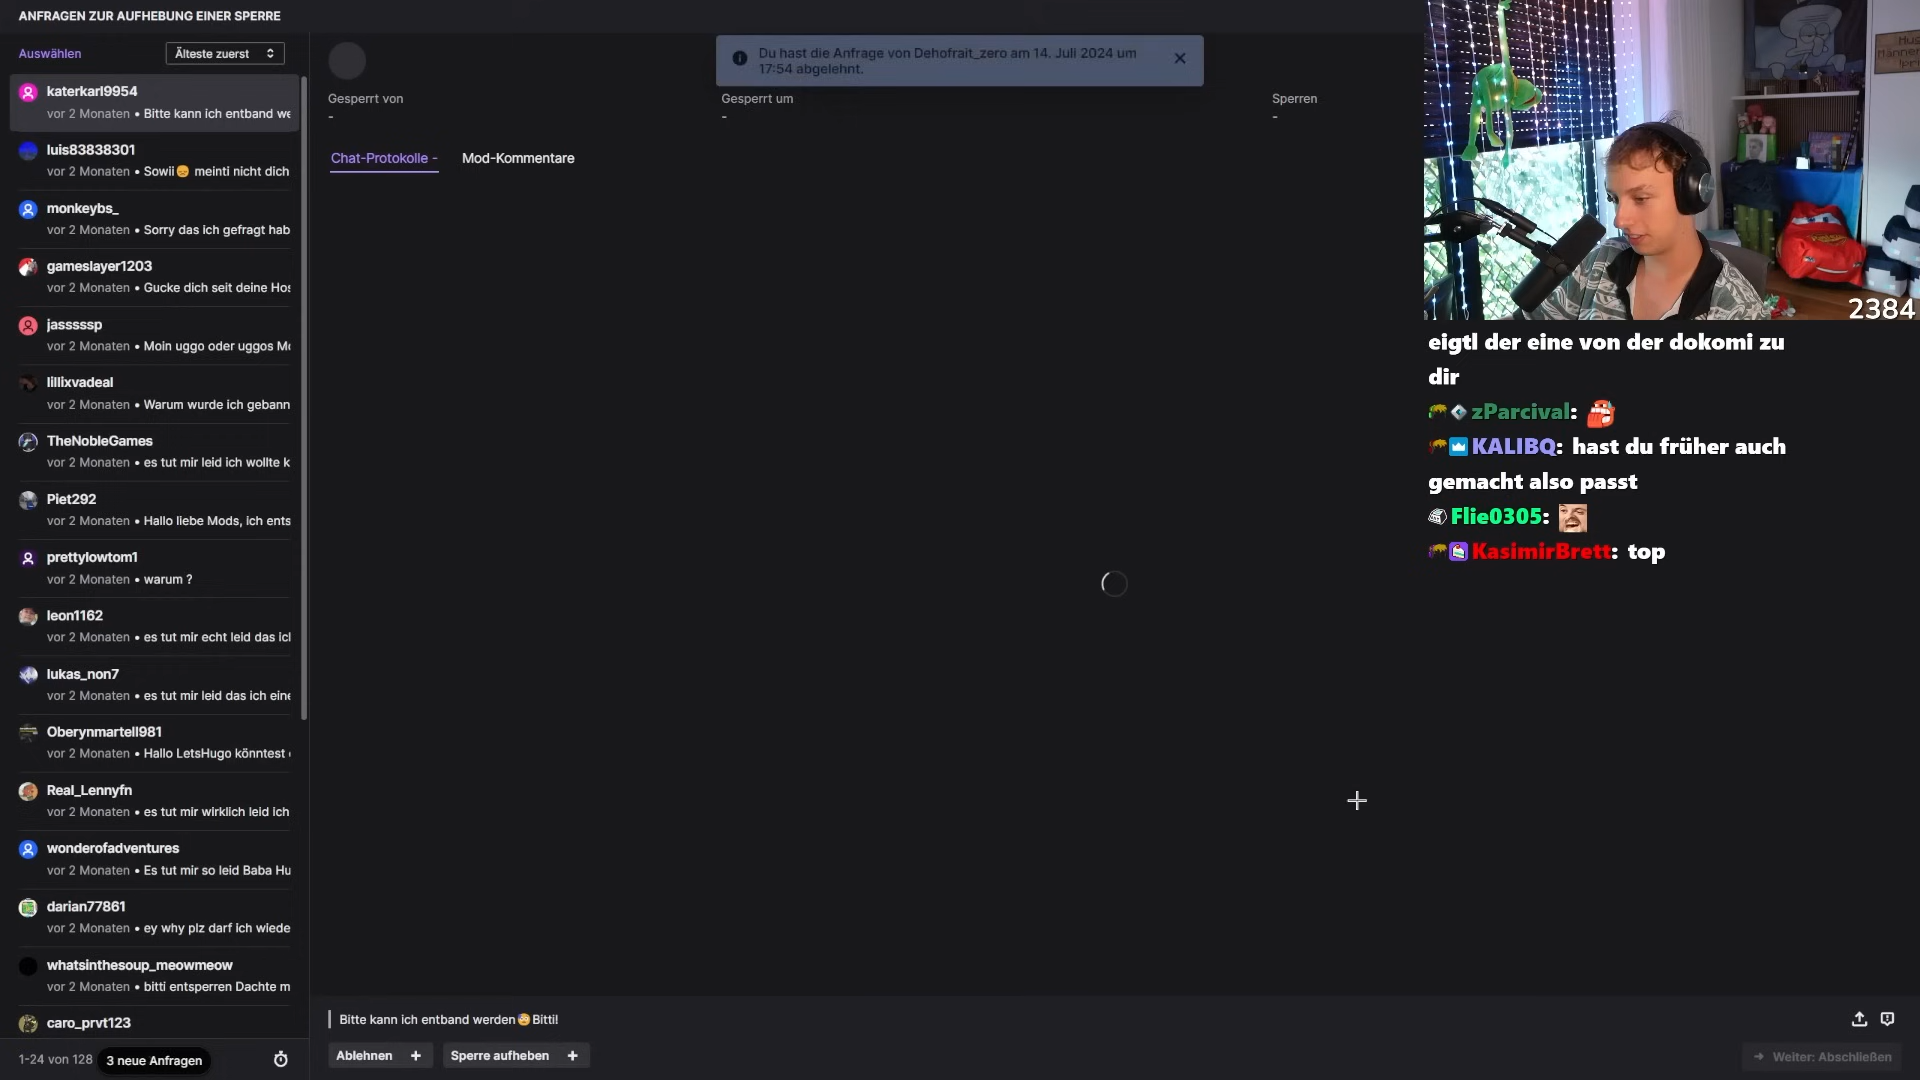 ANFRAGEN ZUR AUFHEBUNG EINER SPERRE
Auswählen
Älteste zuerst
katerkarl9954
vor 2 Monaten • Bitte kann ich entband we
luis83838301
vor 2 Monaten • Sowii😞 meinti nicht dich
monkeybs_
vor 2 Monaten • Sorry das ich gefragt hab
gameslayer1203
vor 2 Monaten • Gucke dich seit deine Hos
jasssssp
vor 2 Monaten • Moin uggo oder uggos Mo
lillixvadeal
vor 2 Monaten • Warum wurde ich gebann
TheNobleGames
vor 2 Monaten • es tut mir leid ich wollte k
Piet292
vor 2 Monaten • Hallo liebe Mods, ich ents
prettylowtom1
vor 2 Monaten • warum ?
leon1162
vor 2 Monaten • es tut mir echt leid das ich
lukas_non7
vor 2 Monaten • es tut mir leid das ich eine
Oberynmartell981
vor 2 Monaten • Hallo LetsHugo könntest
Real_Lennyfn
vor 2 Monaten • es tut mir wirklich leid ich
wonderofadventures
vor 2 Monaten • Es tut mir so leid Baba Hu
darian77861
vor 2 Monaten • ey why plz darf ich wiede
whatsinthesoup_meowmeow
vor 2 Monaten • bitti entsperren Dachte m
caro_prvt123
1-24 von 128
3 neue Anfragen
Du hast die Anfrage von Dehofrait_zero am 14. Juli 2024 um
17:54 abgelehnt.
Gesperrt von
-
Gesperrt um
-
Sperren
-
Chat-Protokolle -
Mod-Kommentare
Bitte kann ich entband werden😳Bitti!
Ablehnen +
Sperre aufheben +
→ Weiter: Abschließen
2384
eigtl der eine von der dokomi zu
dir
zParcival:
KALIBQ: hast du früher auch
gemacht also passt
Flie0305:
KasimirBrett: top